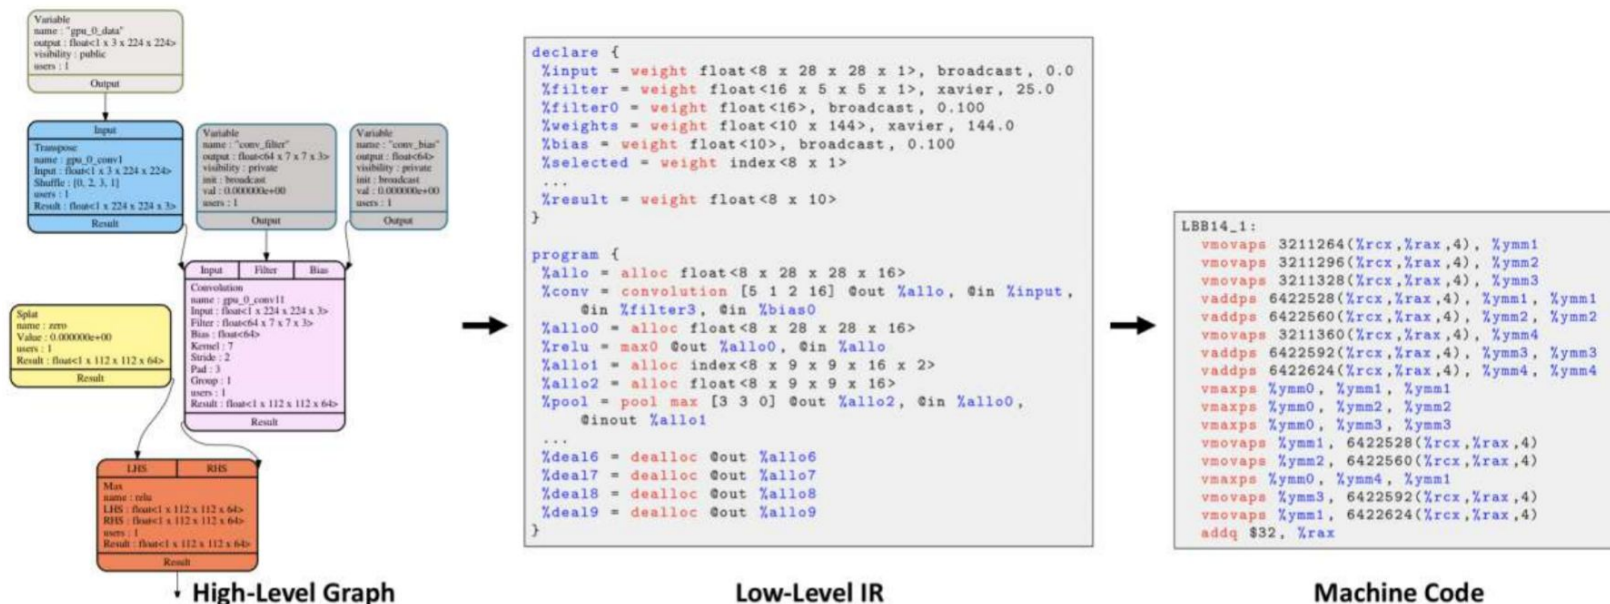 Variable
name : "gpu_0_data"
output : float<1 x 3 x 224 x 224>
visibility : public
users : 1
Output
Input
Transpose
name : gpu_0_conv1
Input : float<1 x 3 x 224 x 224>
Shuffle : [0, 2, 3, 1]
users : 1
Result : float<1 x 224 x 224 x 3>
Result
Variable
name : "conv_filter"
output : float<64 x 7 x 7 x 3>
visibility : private
init : broadcast
val : 0.000000e+00
users : 1
Output
Variable
name : "conv_bias"
output : float<64>
visibility : private
init : broadcast
val : 0.000000e+00
users : 1
Output
Input Filter Bias
Convolution
name : gpu_0_conv11
Input : float<1 x 224 x 224 x 3>
Filter : float<64 x 7 x 7 x 3>
Bias : float<64>
Kernel : 7
Stride : 2
Pad : 3
Group : 1
users : 1
Result : float<1 x 112 x 112 x 64>
Result
Splat
name : zero
Value : 0.000000e+00
users : 1
Result : float<1 x 112 x 112 x 64>
Result
LHS RHS
Max
name : relu
LHS : float<1 x 112 x 112 x 64>
RHS : float<1 x 112 x 112 x 64>
users : 1
Result : float<1 x 112 x 112 x 64>
Result
High-Level Graph
declare {
%input = weight float<8 x 28 x 28 x 1>, broadcast, 0.0
%filter = weight float<16 x 5 x 5 x 1>, xavier, 25.0
%filter0 = weight float<16>, broadcast, 0.100
%weights = weight float<10 x 144>, xavier, 144.0
%bias = weight float<10>, broadcast, 0.100
%selected = weight index<8 x 1>
...
%result = weight float<8 x 10>
}
program {
%allo = alloc float<8 x 28 x 28 x 16>
%conv = convolution [5 1 2 16] @out %allo, @in %input,
@in %filter3, @in %bias0
%allo0 = alloc float<8 x 28 x 28 x 16>
%relu = max0 @out %allo0, @in %allo
%allo1 = alloc index<8 x 9 x 9 x 16 x 2>
%allo2 = alloc float<8 x 9 x 9 x 16>
%pool = pool max [3 3 0] @out %allo2, @in %allo0,
@inout %allo1
...
%deal6 = dealloc @out %allo6
%deal7 = dealloc @out %allo7
%deal8 = dealloc @out %allo8
%deal9 = dealloc @out %allo9
}
Low-Level IR
LBB14_1:
vmovaps 3211264(%rcx,%rax,4), %ymm1
vmovaps 3211296(%rcx,%rax,4), %ymm2
vmovaps 3211328(%rcx,%rax,4), %ymm3
vaddps 6422528(%rcx,%rax,4), %ymm1, %ymm1
vaddps 6422560(%rcx,%rax,4), %ymm2, %ymm2
vmovaps 3211360(%rcx,%rax,4), %ymm4
vaddps 6422592(%rcx,%rax,4), %ymm3, %ymm3
vaddps 6422624(%rcx,%rax,4), %ymm4, %ymm4
vmaxps %ymm0, %ymm1, %ymm1
vmaxps %ymm0, %ymm2, %ymm2
vmaxps %ymm0, %ymm3, %ymm3
vmovaps %ymm1, 6422528(%rcx,%rax,4)
vmovaps %ymm2, 6422560(%rcx,%rax,4)
vmaxps %ymm0, %ymm4, %ymm1
vmovaps %ymm3, 6422592(%rcx,%rax,4)
vmovaps %ymm1, 6422624(%rcx,%rax,4)
addq $32, %rax
Machine Code